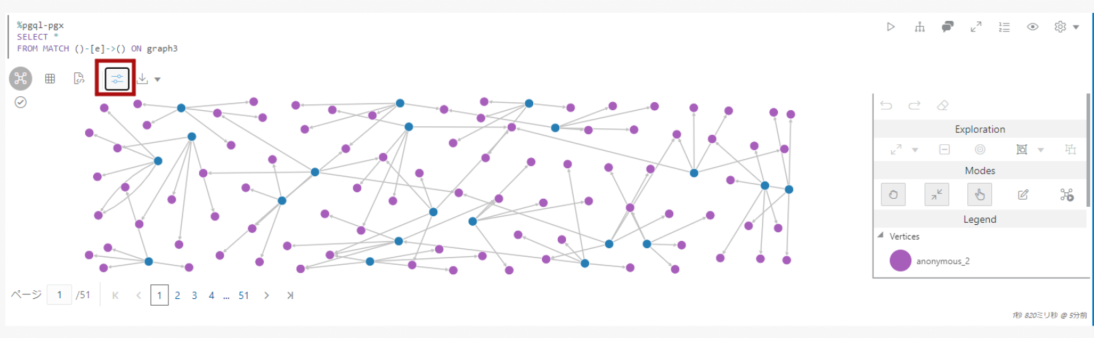 %pgql-pgx
SELECT *
FROM MATCH ()-[e]->() ON graph3
Exploration
Modes
Legend
Vertices
anonymous_2
ページ 1 /51 1 2 3 4 ... 51
1秒 820ミリ秒 @ 8分前